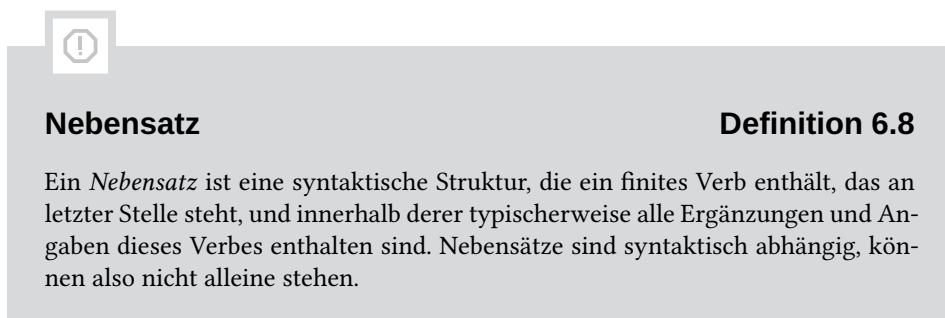 Nebensatz Definition 6.8
Ein Nebensatz ist eine syntaktische Struktur, die ein finites Verb enthält, das an
letzter Stelle steht, und innerhalb derer typischerweise alle Ergänzungen und An-
gaben dieses Verbes enthalten sind. Nebensätze sind syntaktisch abhängig, kön-
nen also nicht alleine stehen.